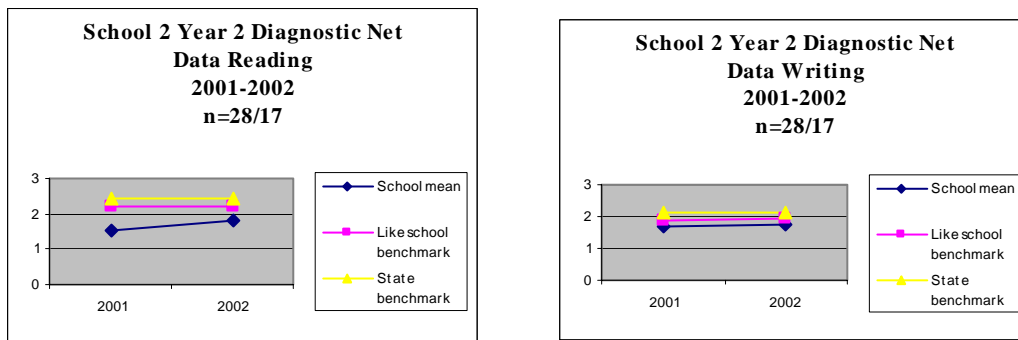 School 2 Year 2 Diagnostic Net
Data Reading
2001-2002
n=28/17
3
2
1
0
2001 2002
School mean
Like school
benchmark
State
benchmark
School 2 Year 2 Diagnostic Net
Data Writing
2001-2002
n=28/17
3
2
1
0
2001 2002
School mean
Like school
benchmark
State
benchmark